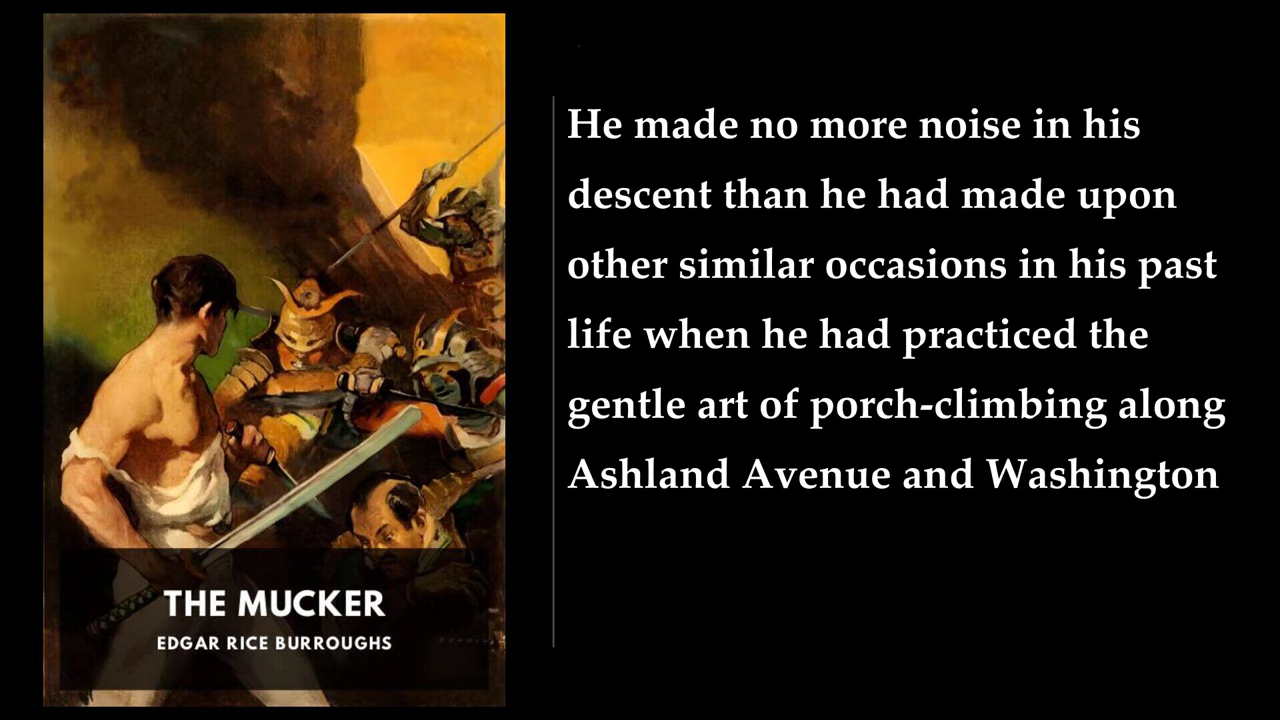 He made no more noise in his
descent than he had made upon
other similar occasions in his past
life when he had practiced the
gentle art of porch-climbing along
Ashland Avenue and Washington
THE MUCKER
EDGAR RICE BURROUGHS